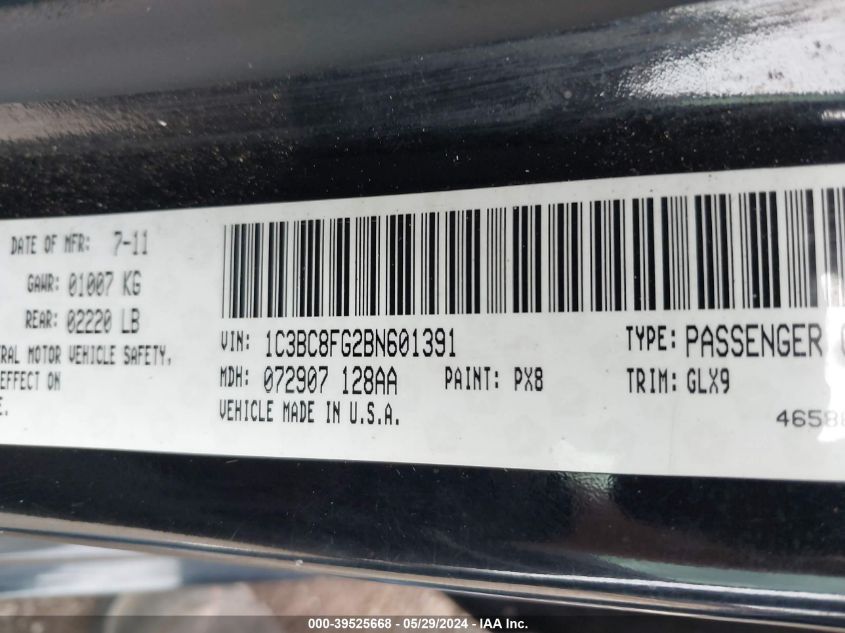 DATE OF MFR: 7-11
GAWR: 01007 KG
REAR: 02220 LB
MOTOR VEHICLE SAFETY,
EFFECT ON
VIN: 1C3BC8FG2BN601391
TYPE: PASSENGER
MDH: 072907 128AA PAINT: PX8 TRIM: GLX9
VEHICLE MADE IN U.S.A.
000-39525668 - 05/29/2024 - IAA Inc.